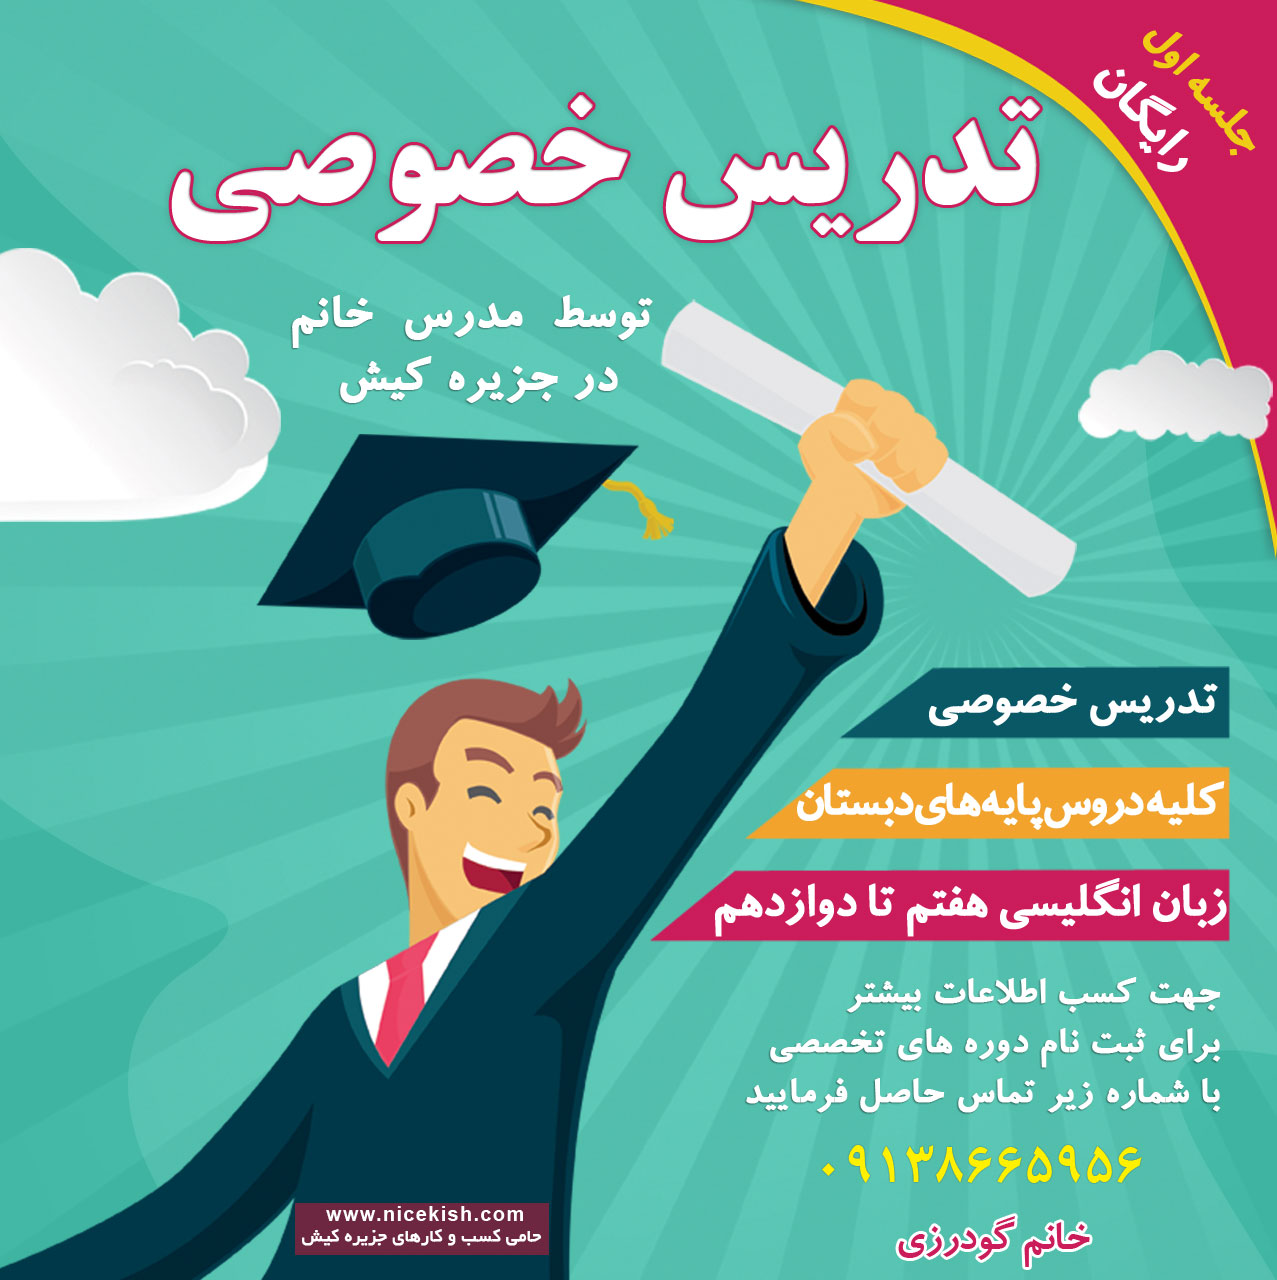 جلسه اول
رایگان
تدریس خصوصی
توسط مدرس خانم
در جزیره کیش
تدریس خصوصی
کلیه دروس پایه‌های دبستان
زبان انگلیسی هفتم تا دوازدهم
جهت کسب اطلاعات بیشتر
برای ثبت نام دوره های تخصصی
با شماره زیر تماس حاصل فرمایید
۰۹۱۳۸۶۶۵۹۵۶
خانم گودرزی
www.nicekish.com
حامی کسب و کارهای جزیره کیش